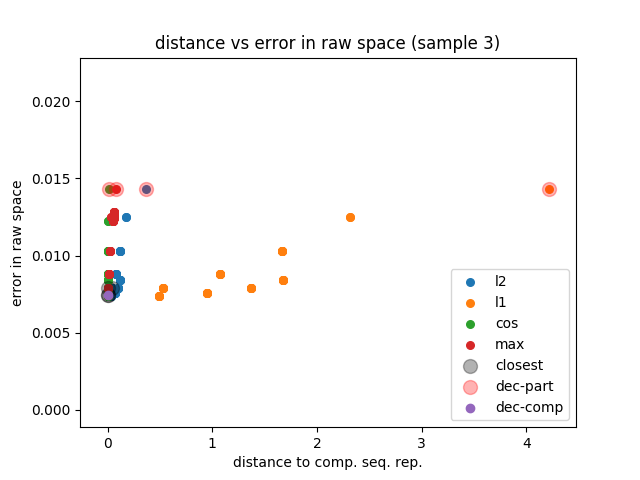 distance vs error in raw space (sample 3)
error in raw space
0.020
0.015
0.010
0.005
0.000
l2
l1
cos
max
closest
dec-part
dec-comp
0
1
2
3
4
distance to comp. seq. rep.